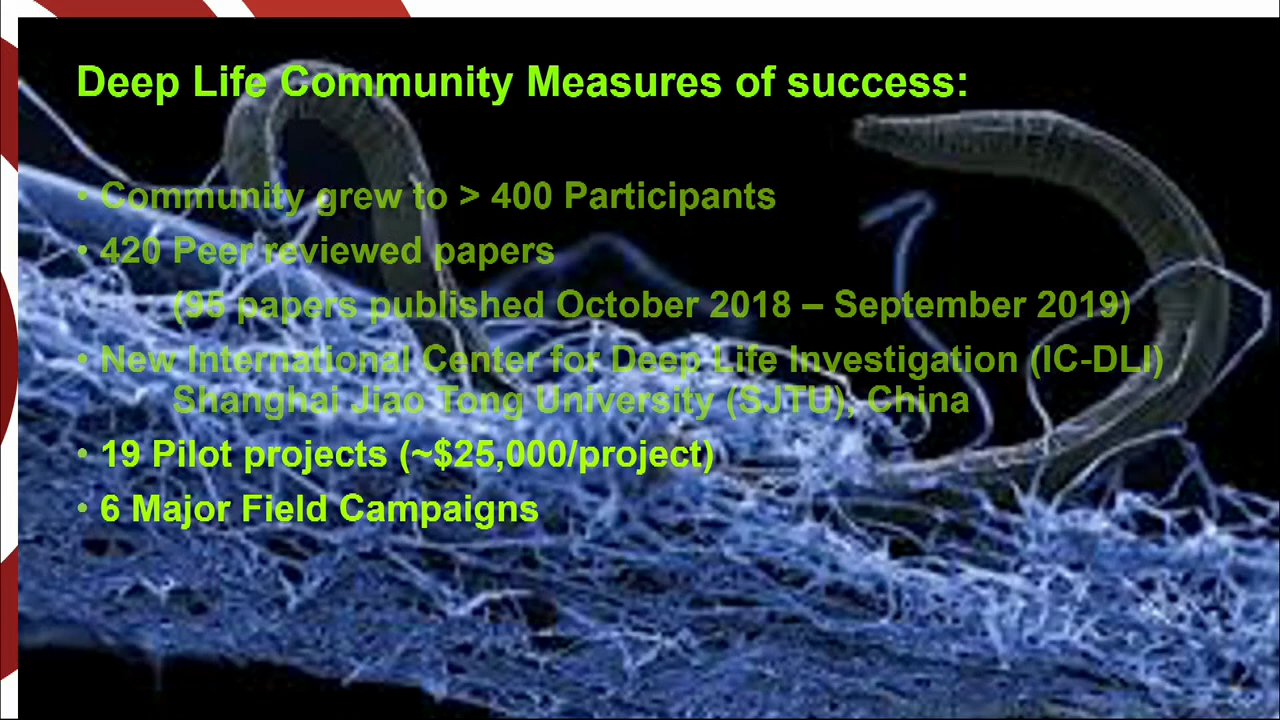 Deep Life Community Measures of success:
• Community grew to > 400 Participants
• 420 Peer reviewed papers
(95 papers published October 2018 – September 2019)
• New International Center for Deep Life Investigation (IC-DLI)
Shanghai Jiao Tong University (SJTU), China
• 19 Pilot projects (~$25,000/project)
• 6 Major Field Campaigns